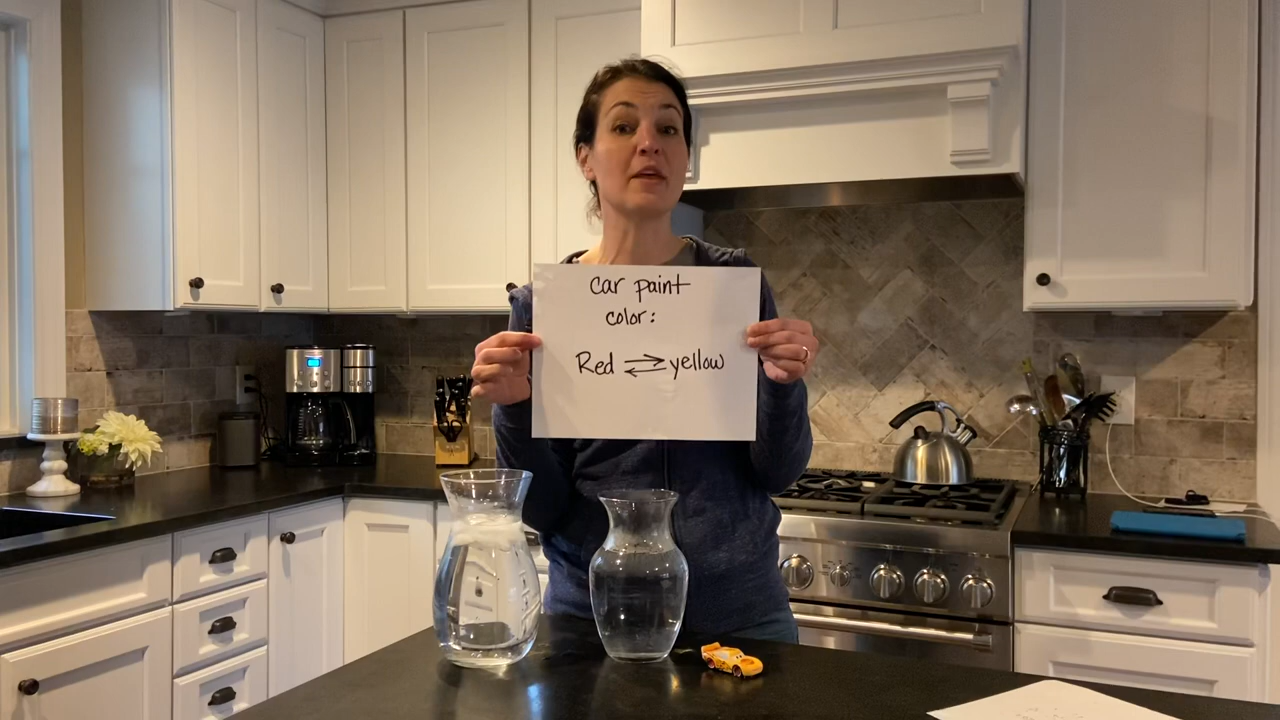 car paint
color:
Red ⇌ yellow